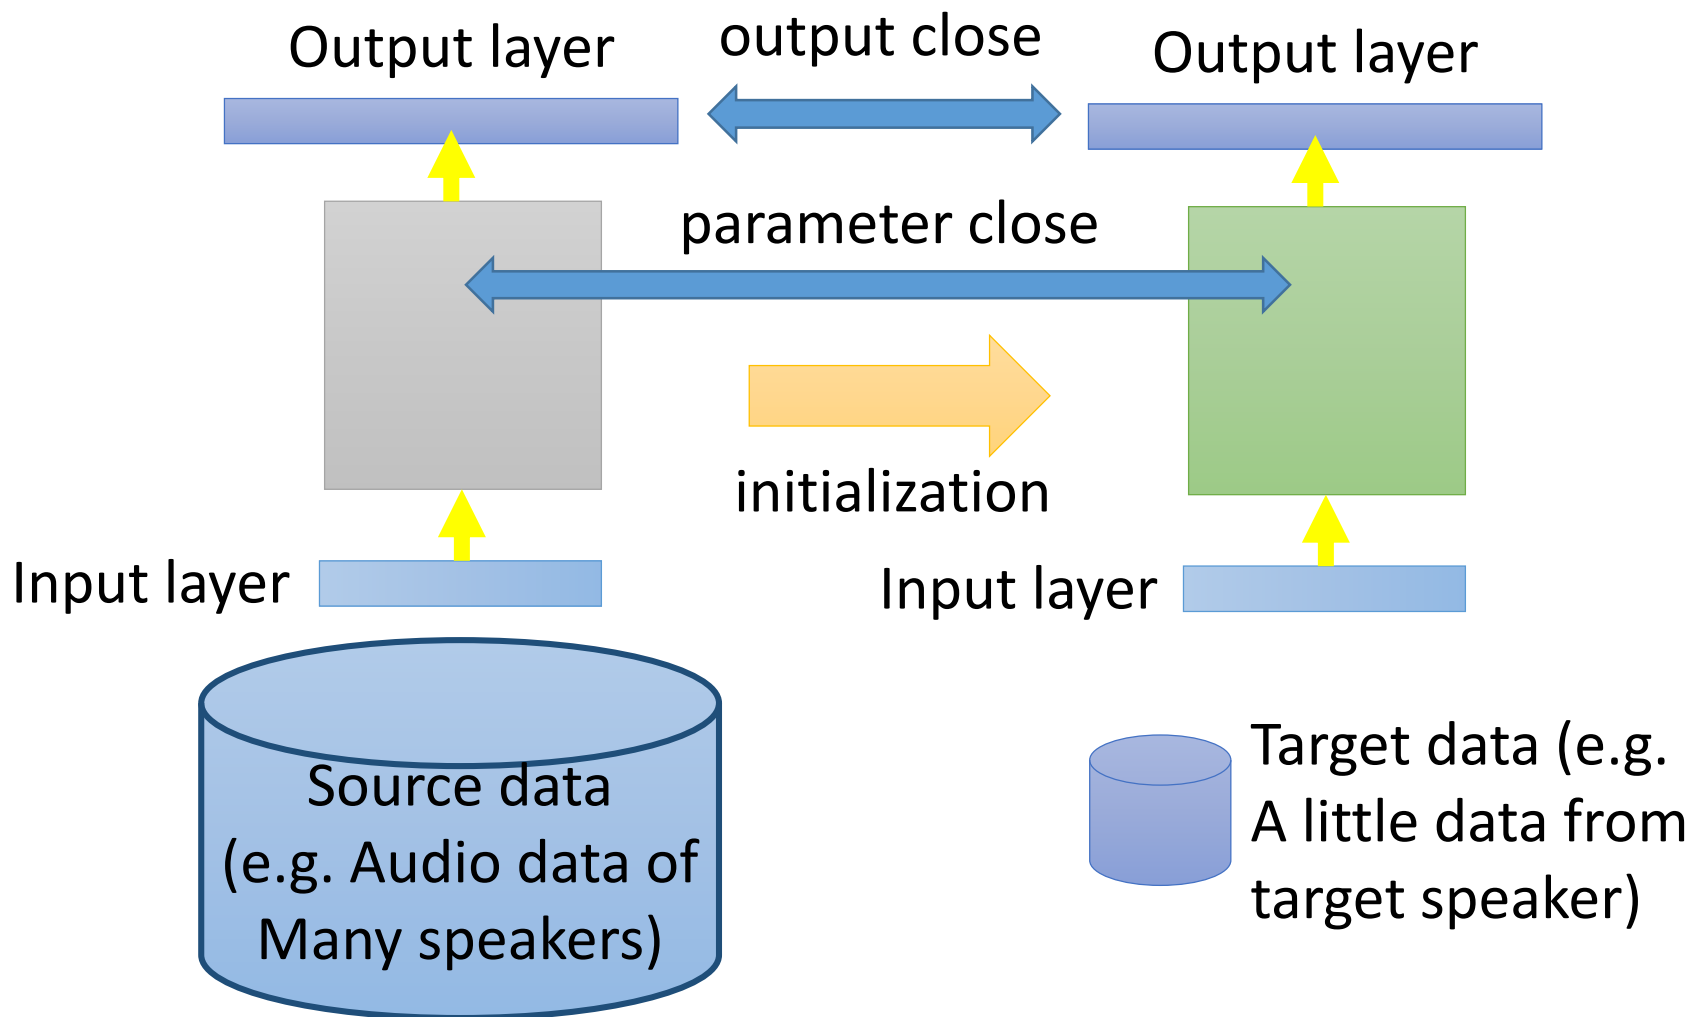 Output layer
output close
Output layer
parameter close
initialization
Input layer
Input layer
Source data
(e.g. Audio data of
Many speakers)
Target data (e.g.
A little data from
target speaker)